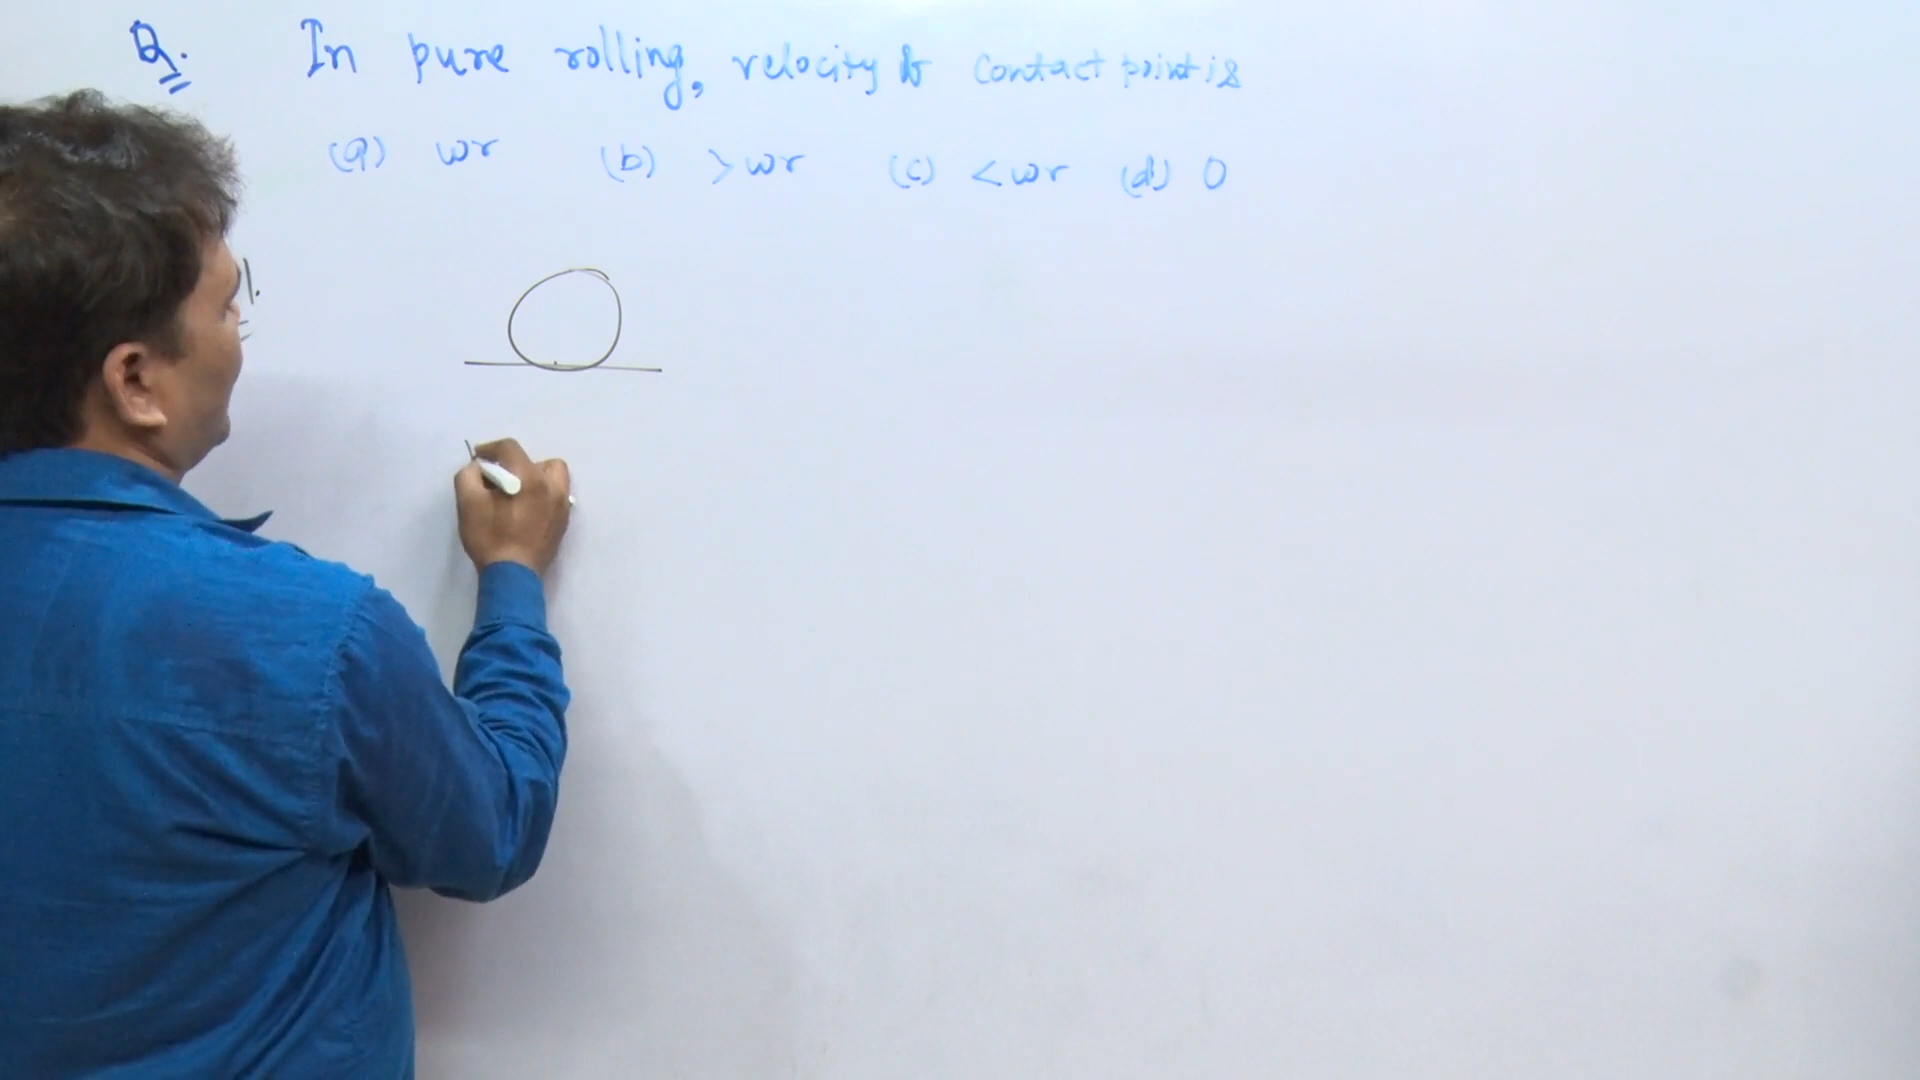 Q. In pure rolling, velocity of contact point is
(a) ωr (b) >ωr (c) <ωr (d) 0